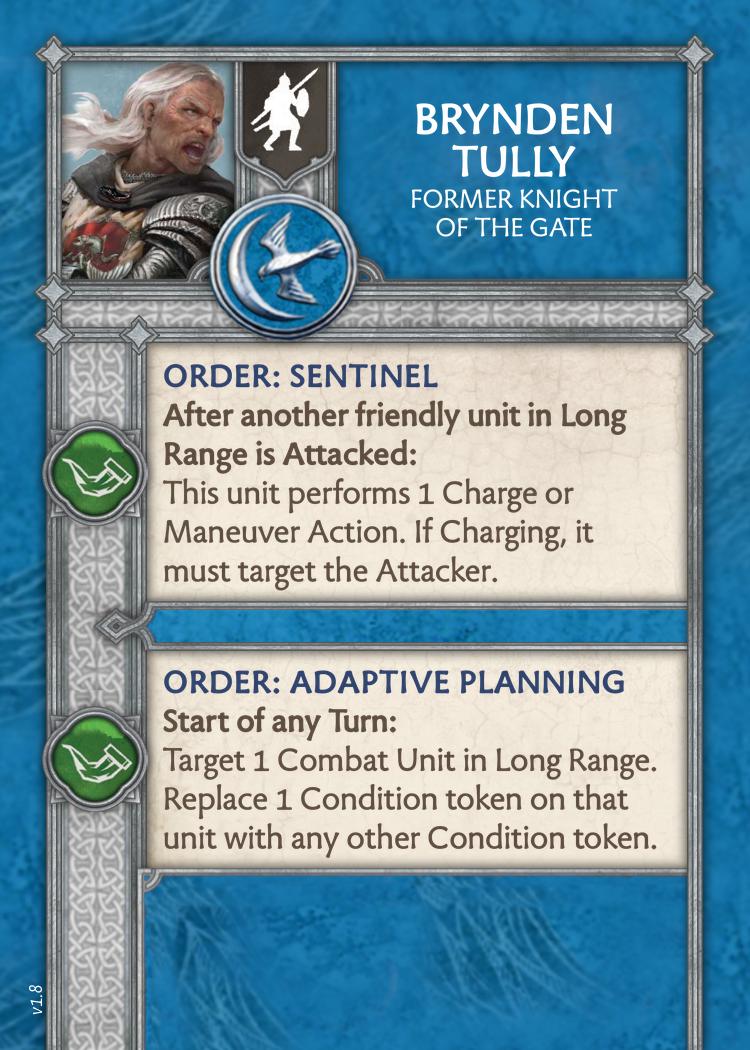 BRYNDEN
TULLY
FORMER KNIGHT
OF THE GATE
ORDER: SENTINEL
After another friendly unit in Long
Range is Attacked:
This unit performs 1 Charge or
Maneuver Action. If Charging, it
must target the Attacker.
ORDER: ADAPTIVE PLANNING
Start of any Turn:
Target 1 Combat Unit in Long Range.
Replace 1 Condition token on that
unit with any other Condition token.
v1.8